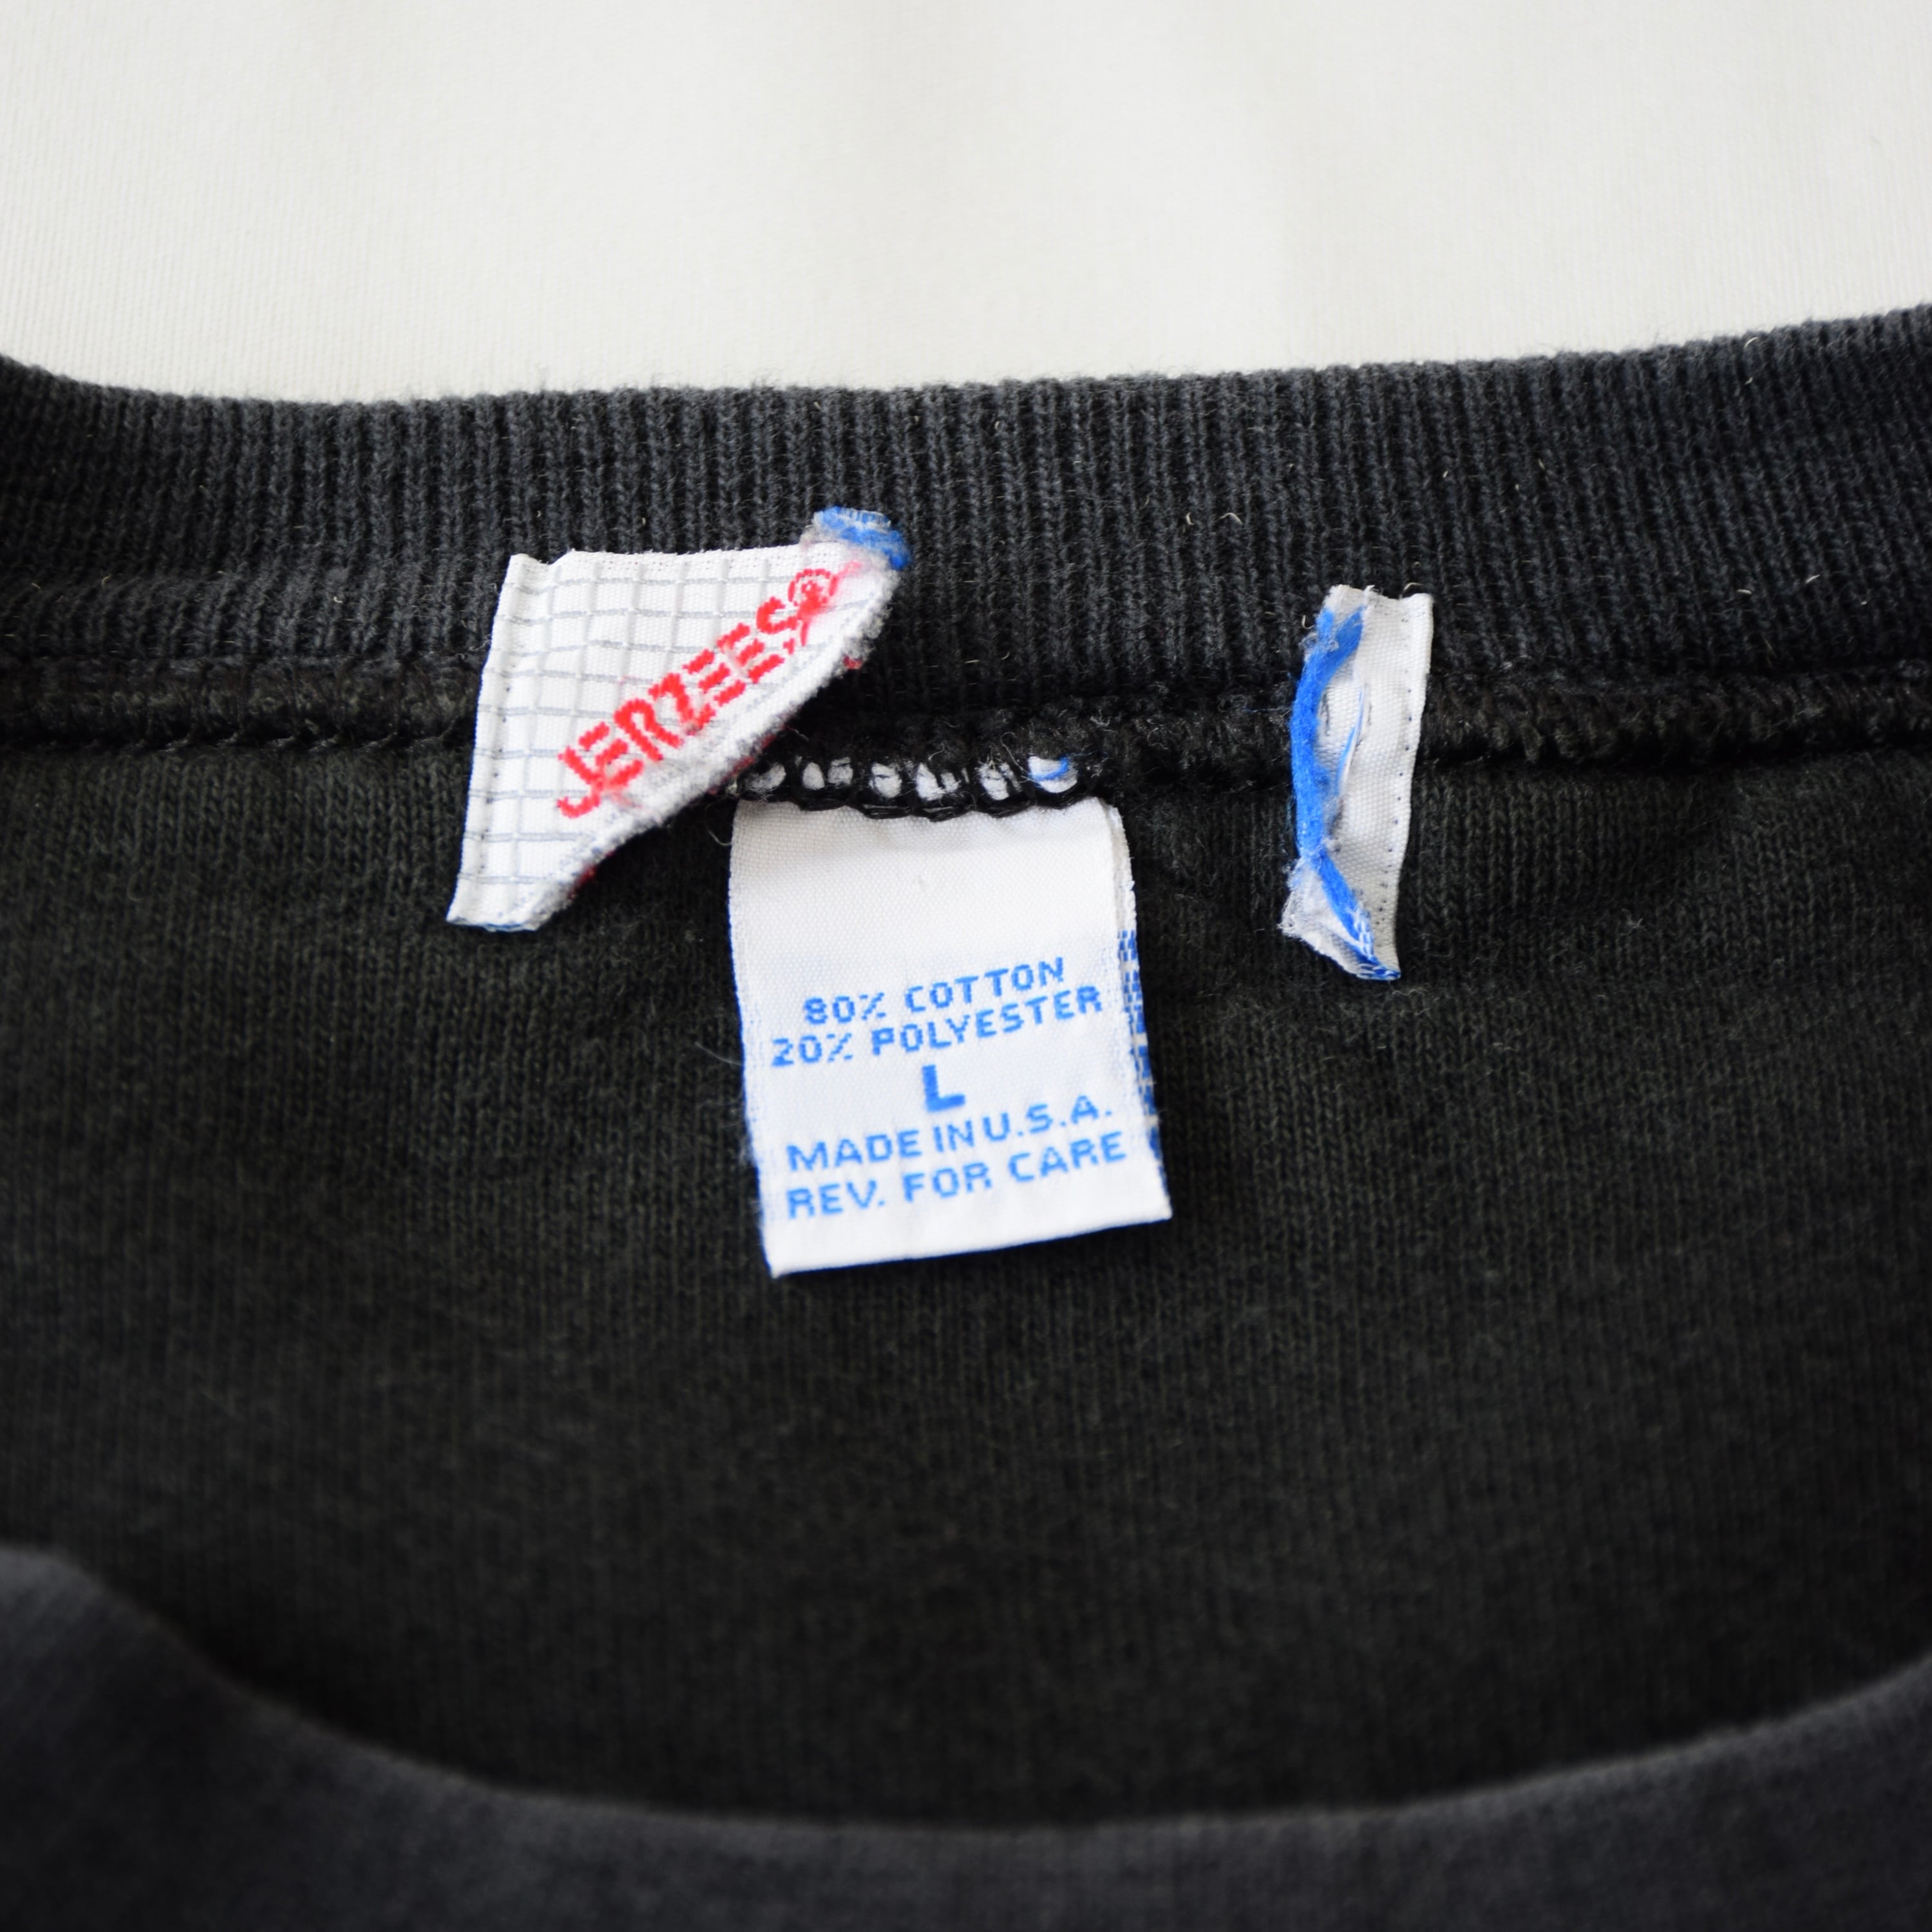 JERZEES®
80% COTTON
20% POLYESTER
L
MADE IN U.S.A.
REV. FOR CARE